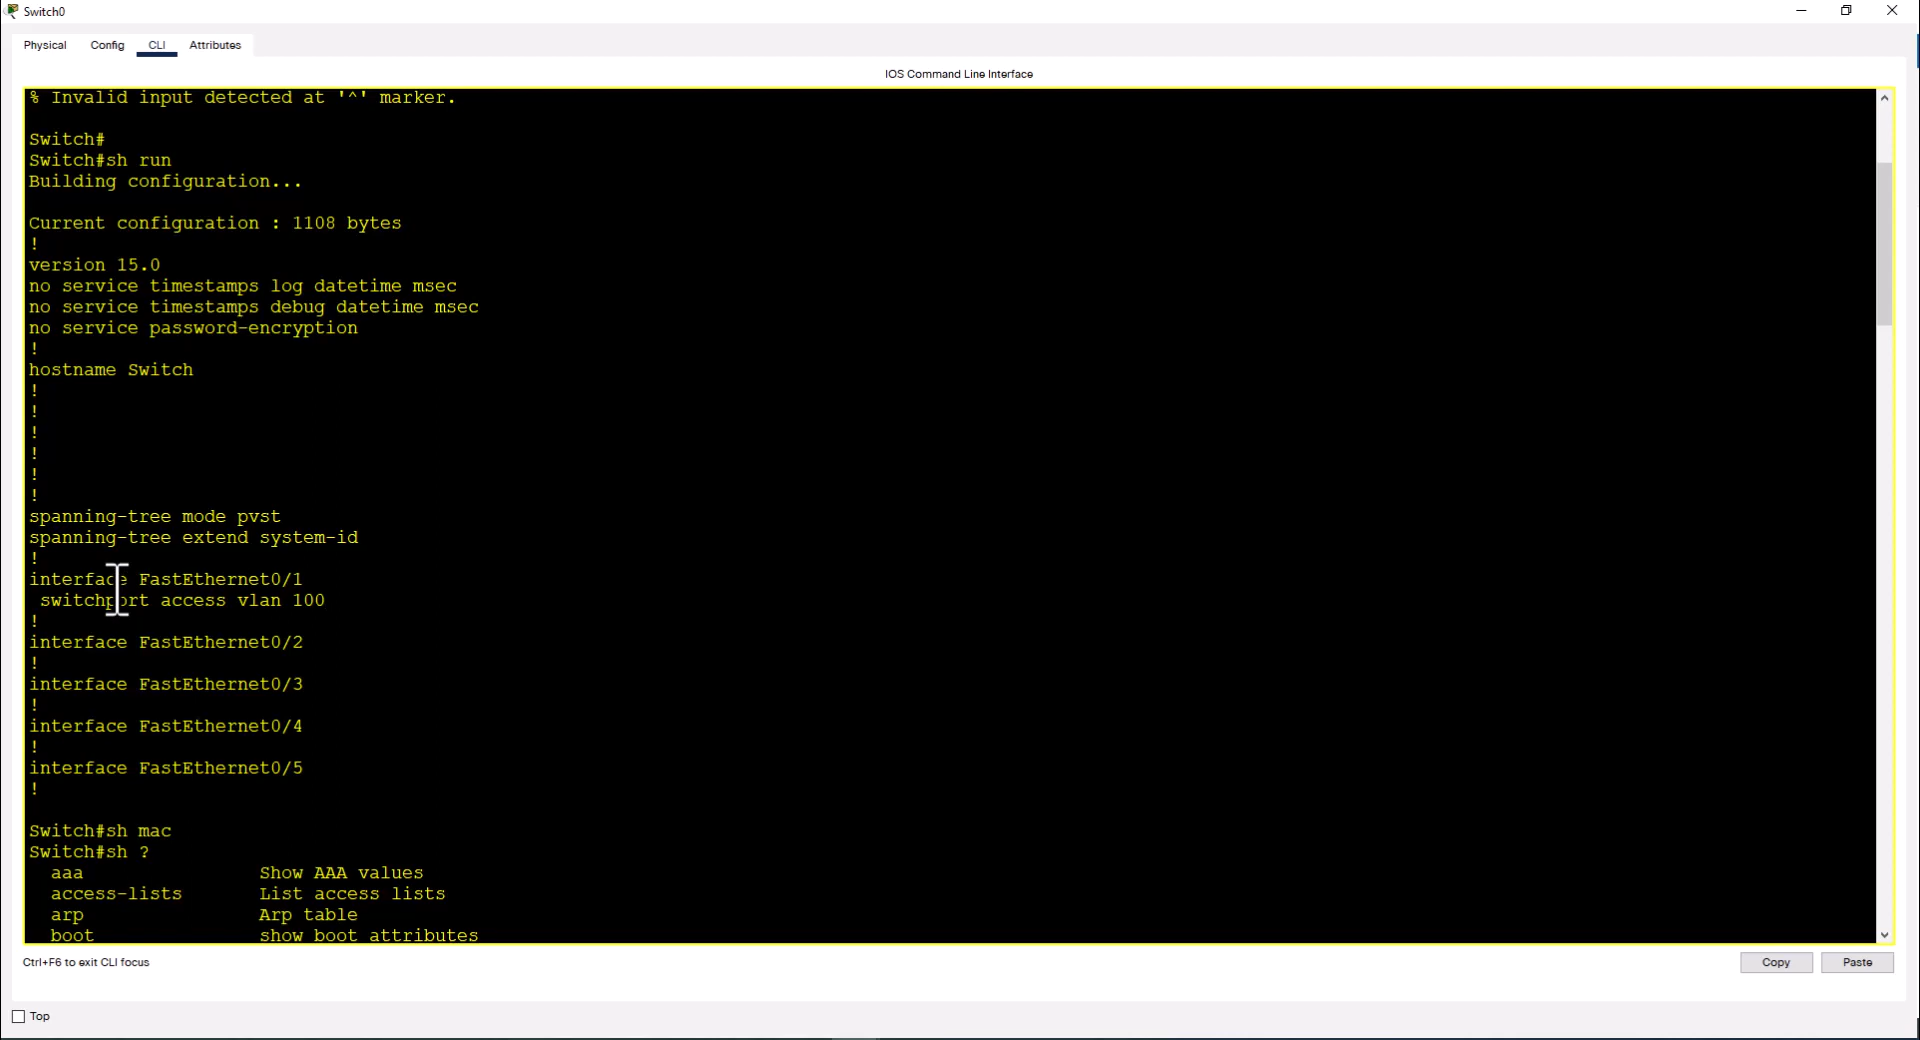 Switch0
Physical Config CLI Attributes
IOS Command Line Interface
% Invalid input detected at '^' marker.
Switch#
Switch#sh run
Building configuration...
Current configuration : 1108 bytes
!
version 15.0
no service timestamps log datetime msec
no service timestamps debug datetime msec
no service password-encryption
!
hostname Switch
!
!
!
!
!
!
spanning-tree mode pvst
spanning-tree extend system-id
!
interface FastEthernet0/1
 switchport access vlan 100
!
interface FastEthernet0/2
!
interface FastEthernet0/3
!
interface FastEthernet0/4
!
interface FastEthernet0/5
!
Switch#sh mac
Switch#sh ?
  aaa                Show AAA values
  access-lists       List access lists
  arp                Arp table
  boot               show boot attributes
Ctrl+F6 to exit CLI focus
Copy Paste
Top